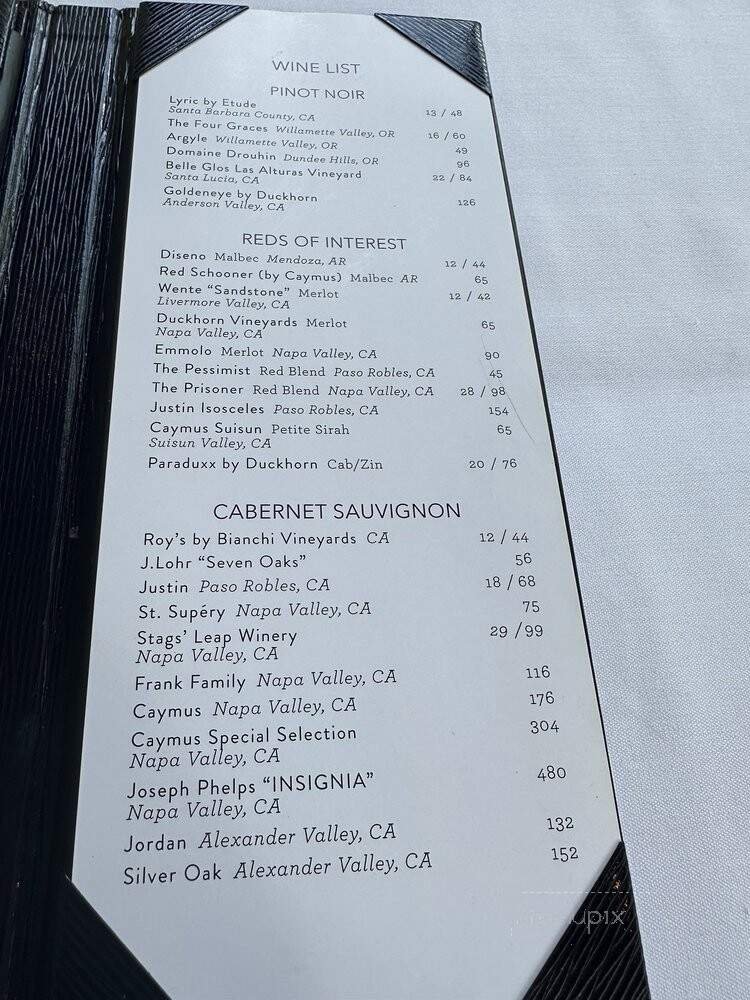 WINE LIST
PINOT NOIR
Lyric by Etude
Santa Barbara County, CA 13 / 48
The Four Graces Willamette Valley, OR 16 / 60
Argyle Willamette Valley, OR 49
Domaine Drouhin Dundee Hills, OR 96
Belle Glos Las Alturas Vineyard 22 / 84
Santa Lucia, CA
Goldeneye by Duckhorn
Anderson Valley, CA 126
REDS OF INTEREST
Diseno Malbec Mendoza, AR 12 / 44
Red Schooner (by Caymus) Malbec AR 65
Wente "Sandstone" Merlot 12 / 42
Livermore Valley, CA
Duckhorn Vineyards Merlot 65
Napa Valley, CA
Emmolo Merlot Napa Valley, CA 90
The Pessimist Red Blend Paso Robles, CA 45
The Prisoner Red Blend Napa Valley, CA 28 / 98
Justin Isosceles Paso Robles, CA 154
Caymus Suisun Petite Sirah 65
Suisun Valley, CA
Paraduxx by Duckhorn Cab/Zin 20 / 76
CABERNET SAUVIGNON
Roy's by Bianchi Vineyards CA 12 / 44
J.Lohr "Seven Oaks" 56
Justin Paso Robles, CA 18 / 68
St. Supéry Napa Valley, CA 75
Stags' Leap Winery 29 / 99
Napa Valley, CA
Frank Family Napa Valley, CA 116
Caymus Napa Valley, CA 176
Caymus Special Selection 304
Napa Valley, CA
Joseph Phelps "INSIGNIA" 480
Napa Valley, CA
Jordan Alexander Valley, CA 132
Silver Oak Alexander Valley, CA 152